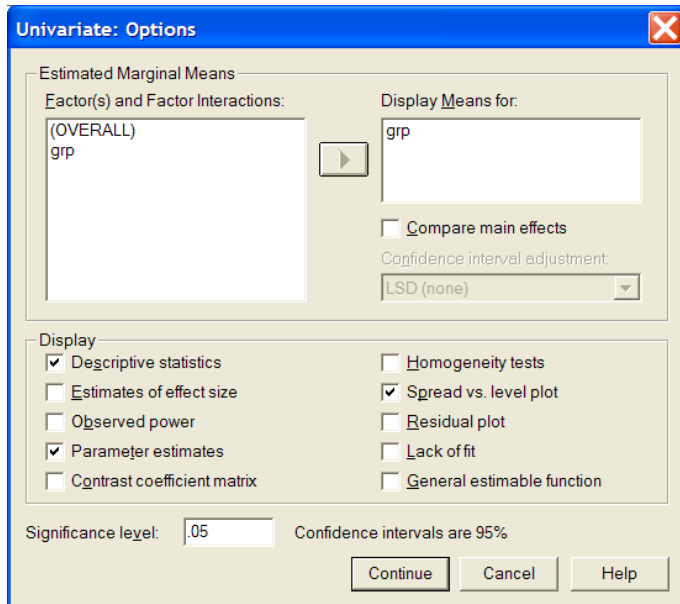 Univariate: Options
Estimated Marginal Means
Factor(s) and Factor Interactions:
(OVERALL)
grp
Display Means for:
grp
Compare main effects
Confidence interval adjustment:
LSD (none)
Display
Descriptive statistics
Estimates of effect size
Observed power
Parameter estimates
Contrast coefficient matrix
Homogeneity tests
Spread vs. level plot
Residual plot
Lack of fit
General estimable function
Significance level: .05 Confidence intervals are 95%
Continue Cancel Help